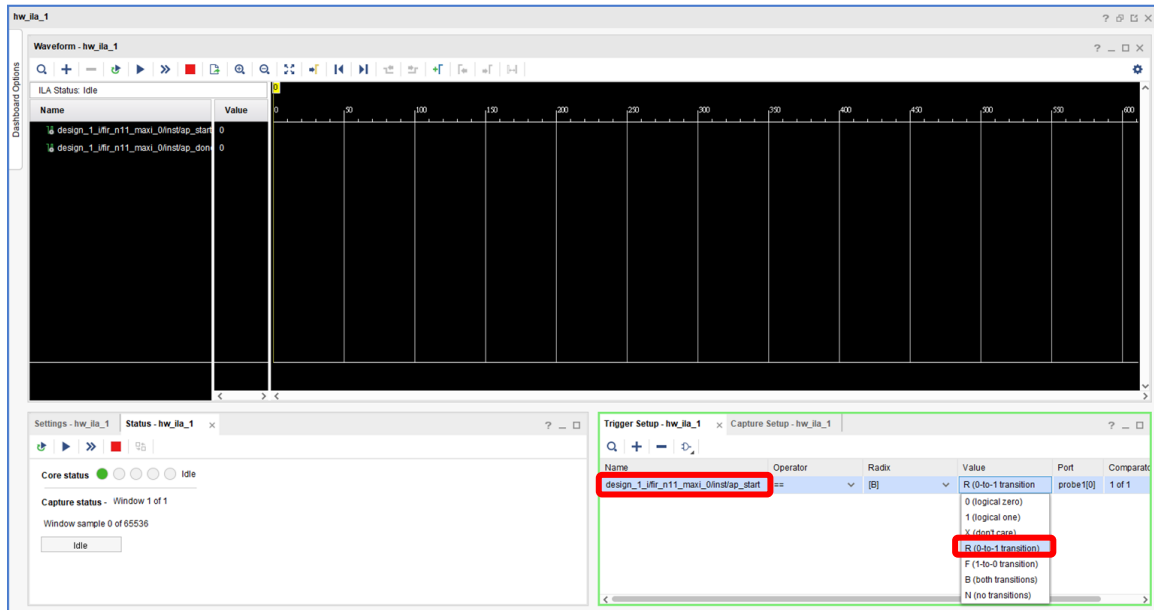 hw_ila_1
Dashboard Options
Waveform - hw_ila_1
ILA Status: Idle
0
Name Value
0 50 100 150 200 250 300 350 400 450 500 550 600
design_1_i/fir_n11_maxi_0/inst/ap_start 0
design_1_i/fir_n11_maxi_0/inst/ap_don 0
Settings - hw_ila_1 Status - hw_ila_1
Core status Idle
Capture status - Window 1 of 1
Window sample 0 of 65536
Idle
Trigger Setup - hw_ila_1 Capture Setup - hw_ila_1
Name Operator Radix Value Port Comparato
design_1_i/fir_n11_maxi_0/inst/ap_start == [B] R (0-to-1 transition probe1[0] 1 of 1
0 (logical zero)
1 (logical one)
X (don't care)
R (0-to-1 transition)
F (1-to-0 transition)
B (both transitions)
N (no transitions)